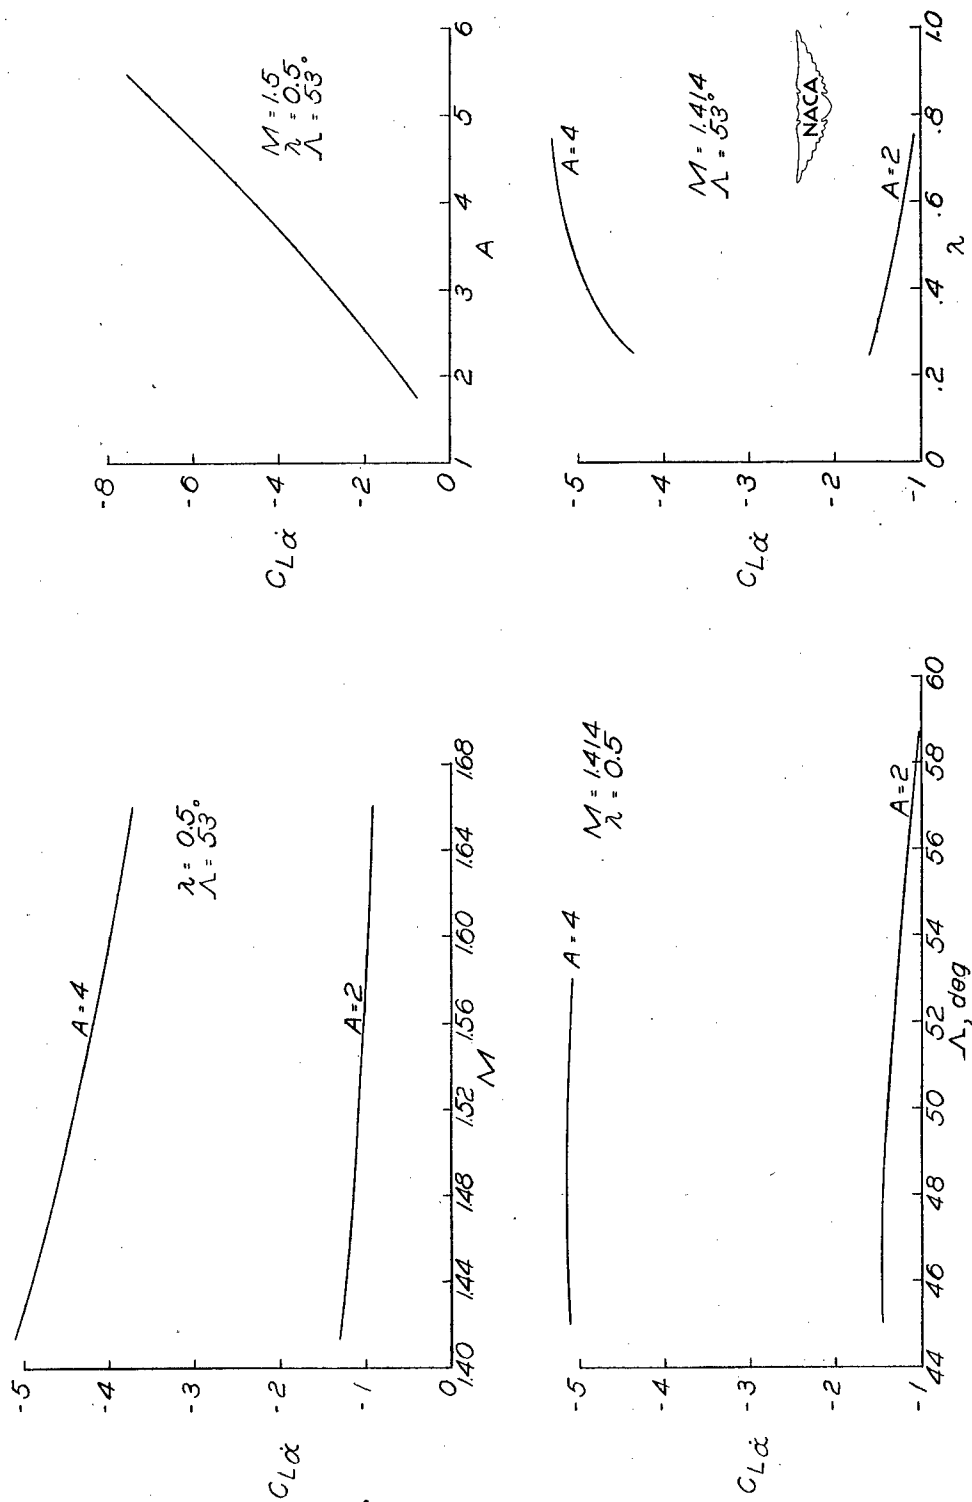 -5
-4
-3
-2
-1
0
C_Lα̇
1.40
1.44
1.48
1.52
1.56
1.60
1.64
1.68
M
A = 4
A = 2
λ = 0.5
Λ = 53°
-8
-6
-4
-2
0
C_Lα̇
1
2
3
4
5
6
A
M = 1.5
λ = 0.5
Λ = 53°
-5
-4
-3
-2
-1
C_Lα̇
44
46
48
50
52
54
56
58
60
Λ, deg
A = 4
A = 2
M = 1.414
λ = 0.5
-5
-4
-3
-2
-1
C_Lα̇
0
.2
.4
.6
.8
1.0
λ
A = 4
A = 2
M = 1.414
Λ = 53°
NACA